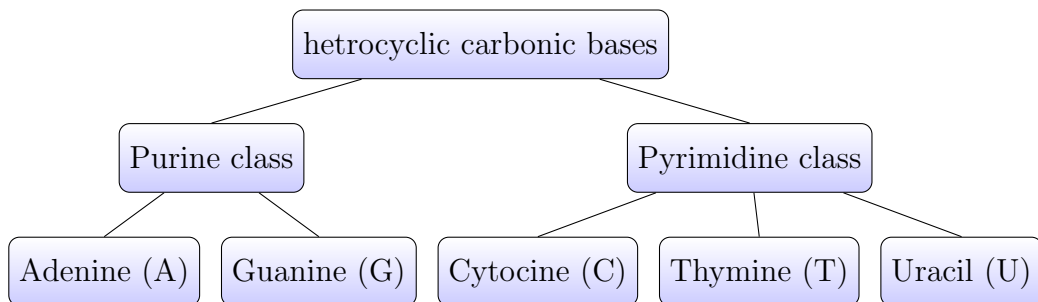 hetrocyclic carbonic bases
Purine class
Pyrimidine class
Adenine (A)
Guanine (G)
Cytocine (C)
Thymine (T)
Uracil (U)